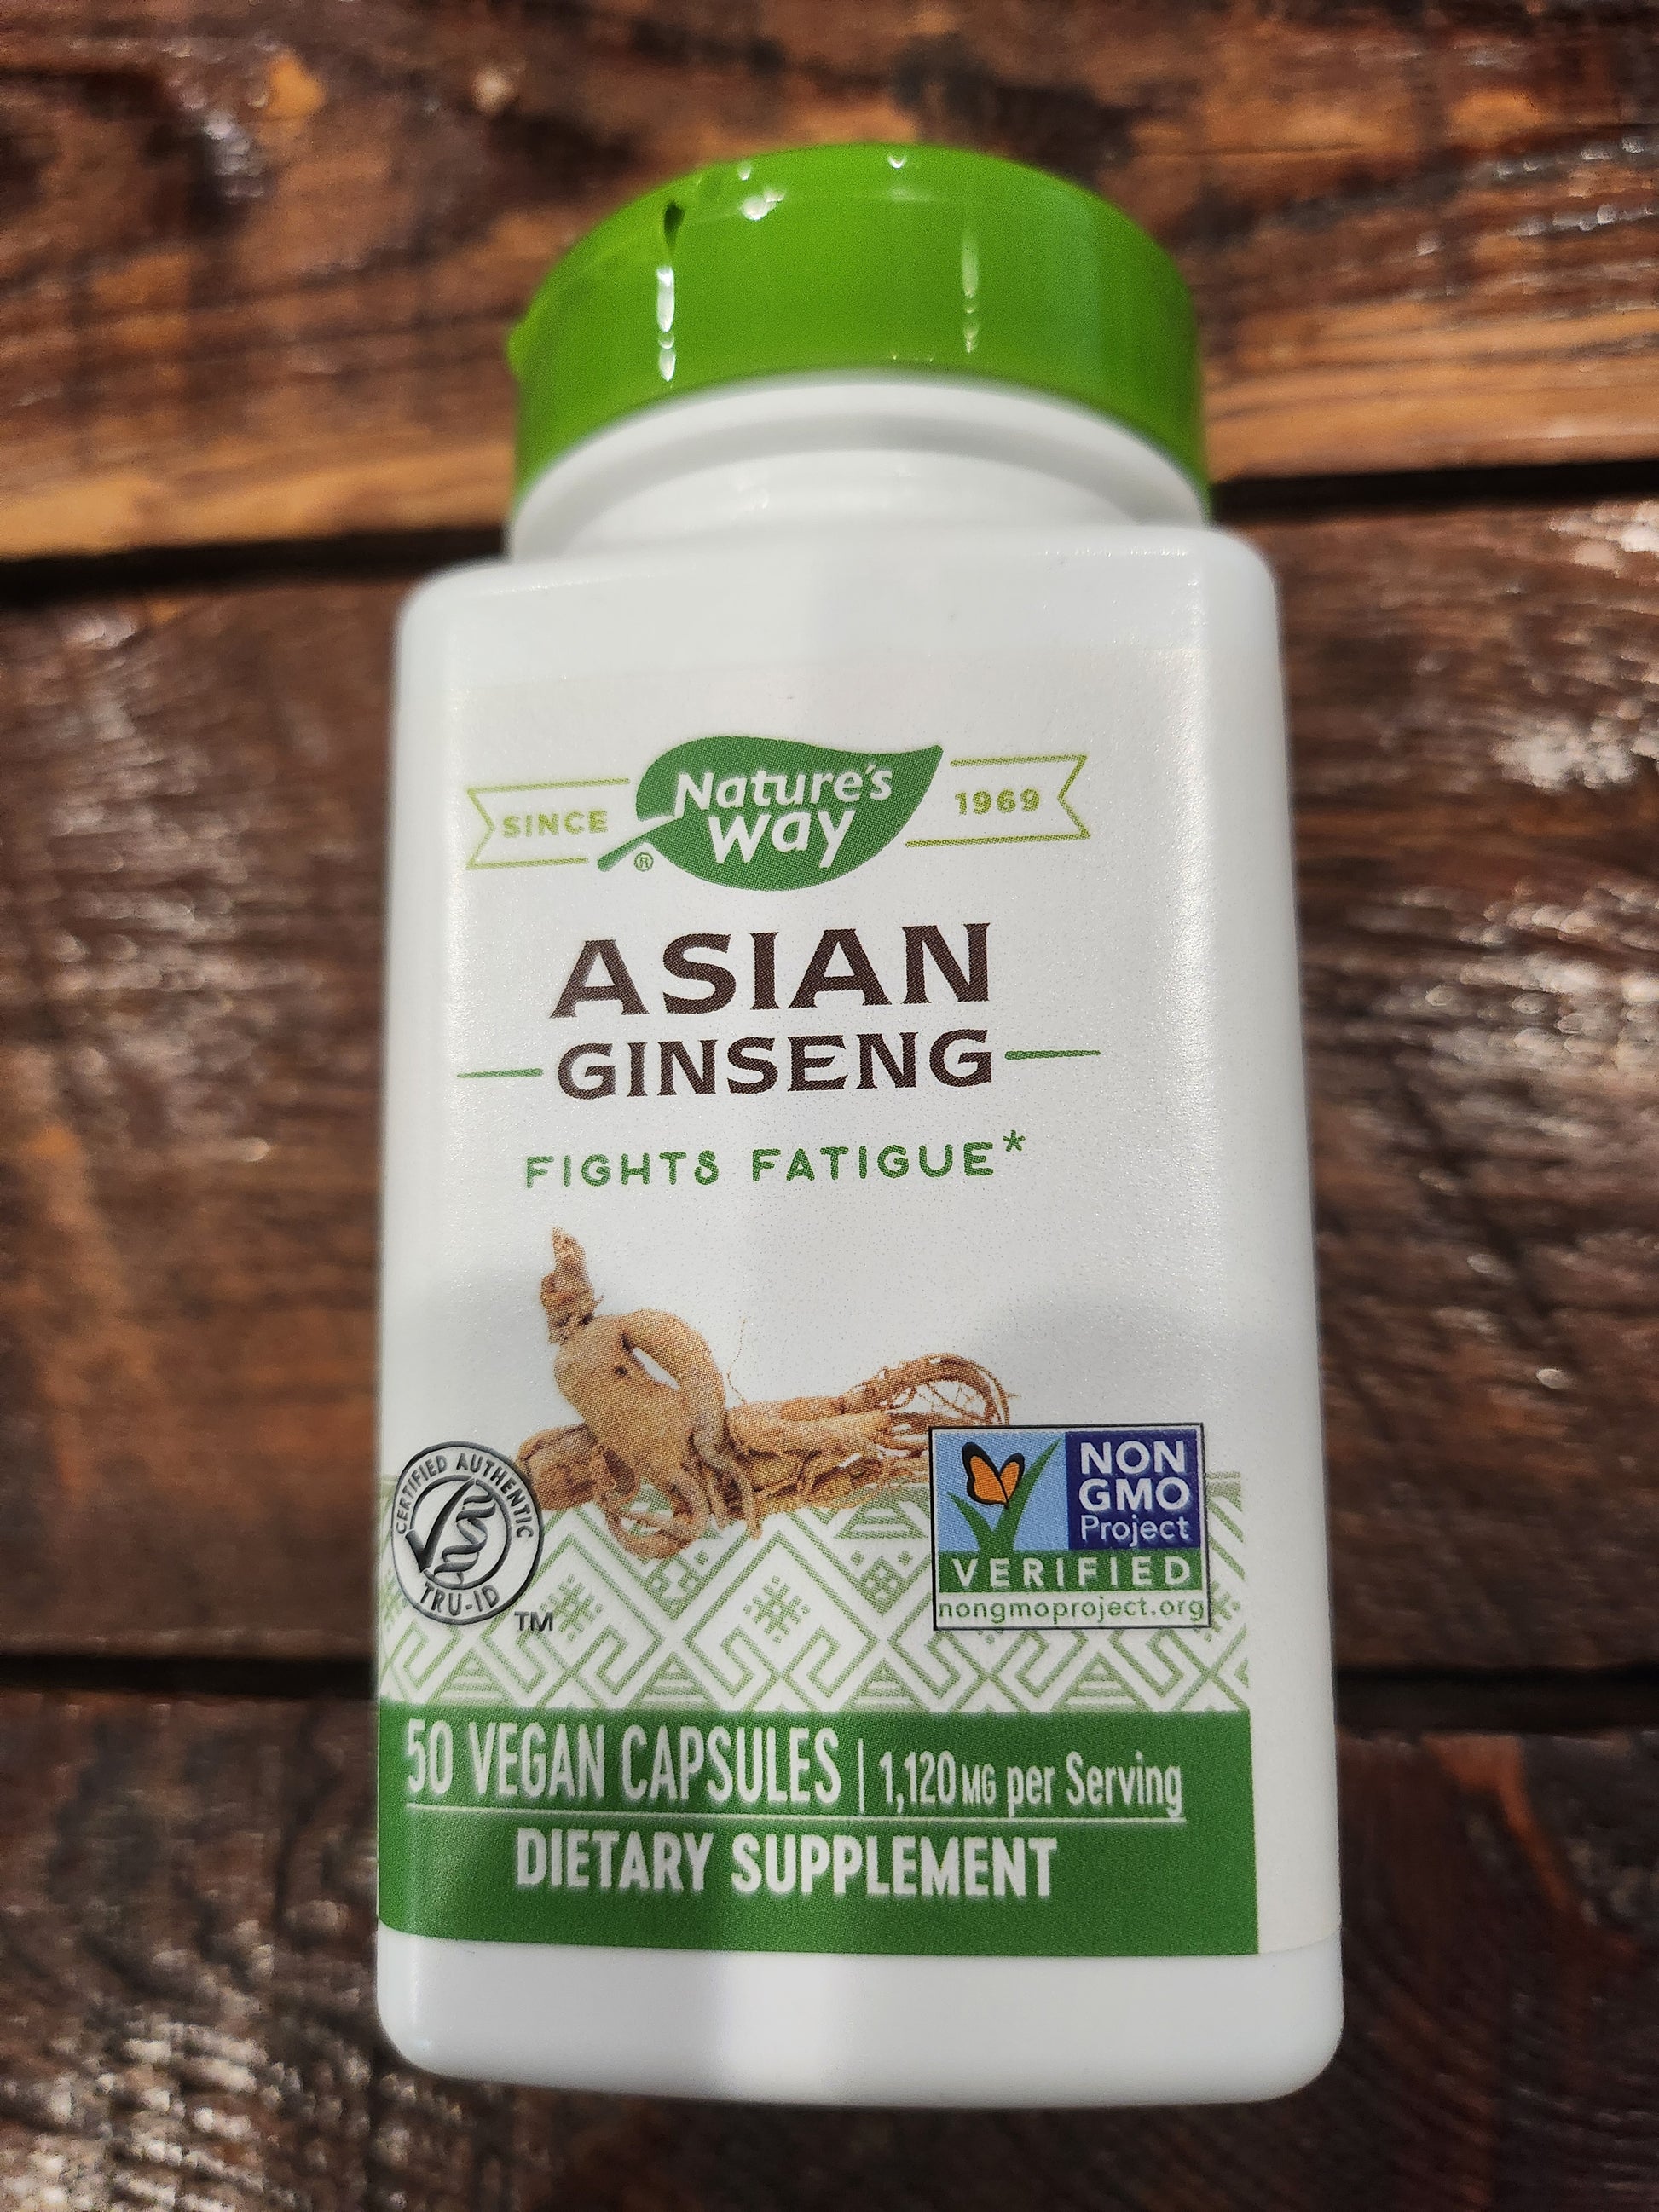 SINCE Nature's Way® 1969
ASIAN
GINSENG
FIGHTS FATIGUE*
CERTIFIED AUTHENTIC
TRU-ID
TM
NON
GMO
Project
VERIFIED
nongmoproject.org
50 VEGAN CAPSULES | 1,120 MG per Serving
DIETARY SUPPLEMENT